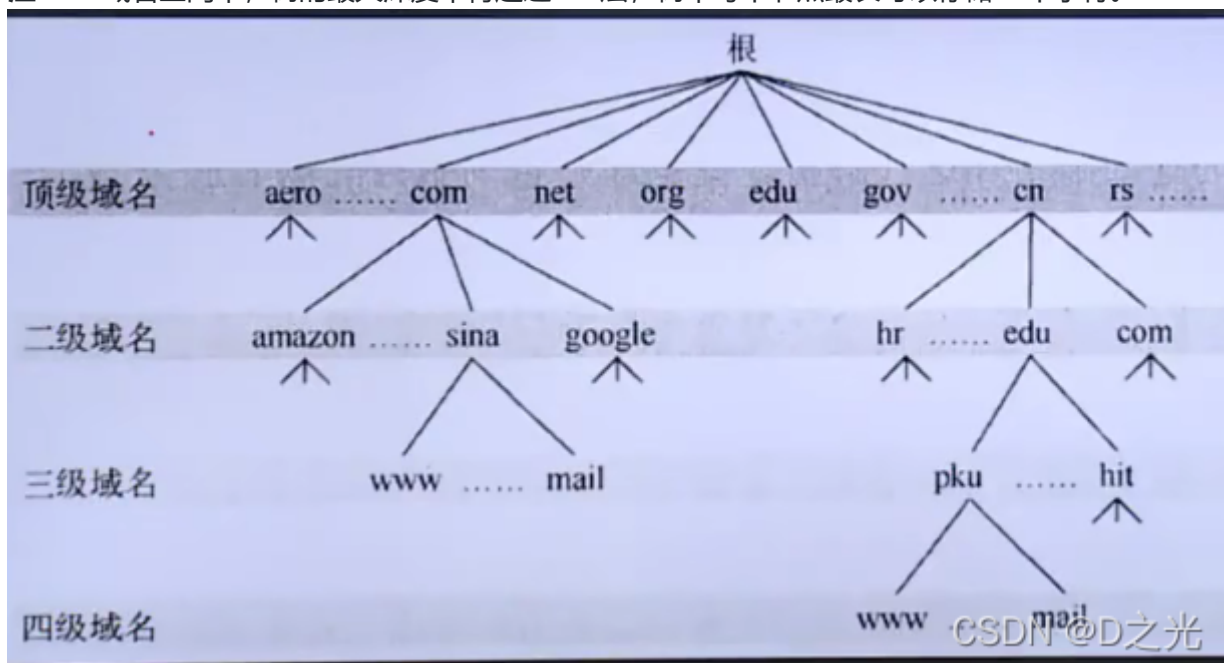 根
顶级域名 aero ...... com net org edu gov ...... cn rs ......
二级域名 amazon ...... sina google hr ...... edu com
三级域名 www ...... mail pku ...... hit
四级域名 www mail
CSDN @D之光